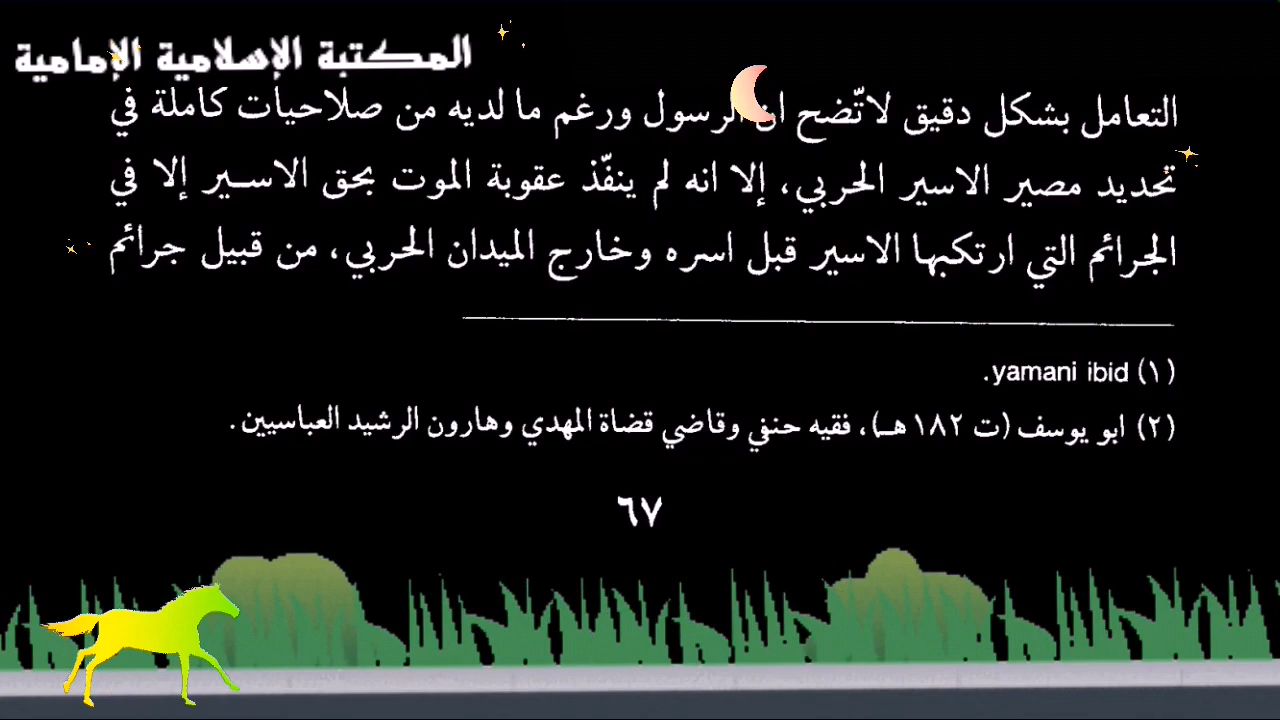 المكتبة الإسلامية الإمامية
التعامل بشكل دقيق لاتّضح ان الرسول ورغم ما لديه من صلاحيات كاملة في
تحديد مصير الاسير الحربي، إلا انه لم ينفّذ عقوبة الموت بحق الاسير إلا في
الجرائم التي ارتكبها الاسير قبل اسره وخارج الميدان الحربي، من قبيل جرائم
(١) yamani ibid.
(٢) ابو يوسف (ت ١٨٢ هـ)، فقيه حنفي وقاضي قضاة المهدي وهارون الرشيد العباسيين.
٦٧